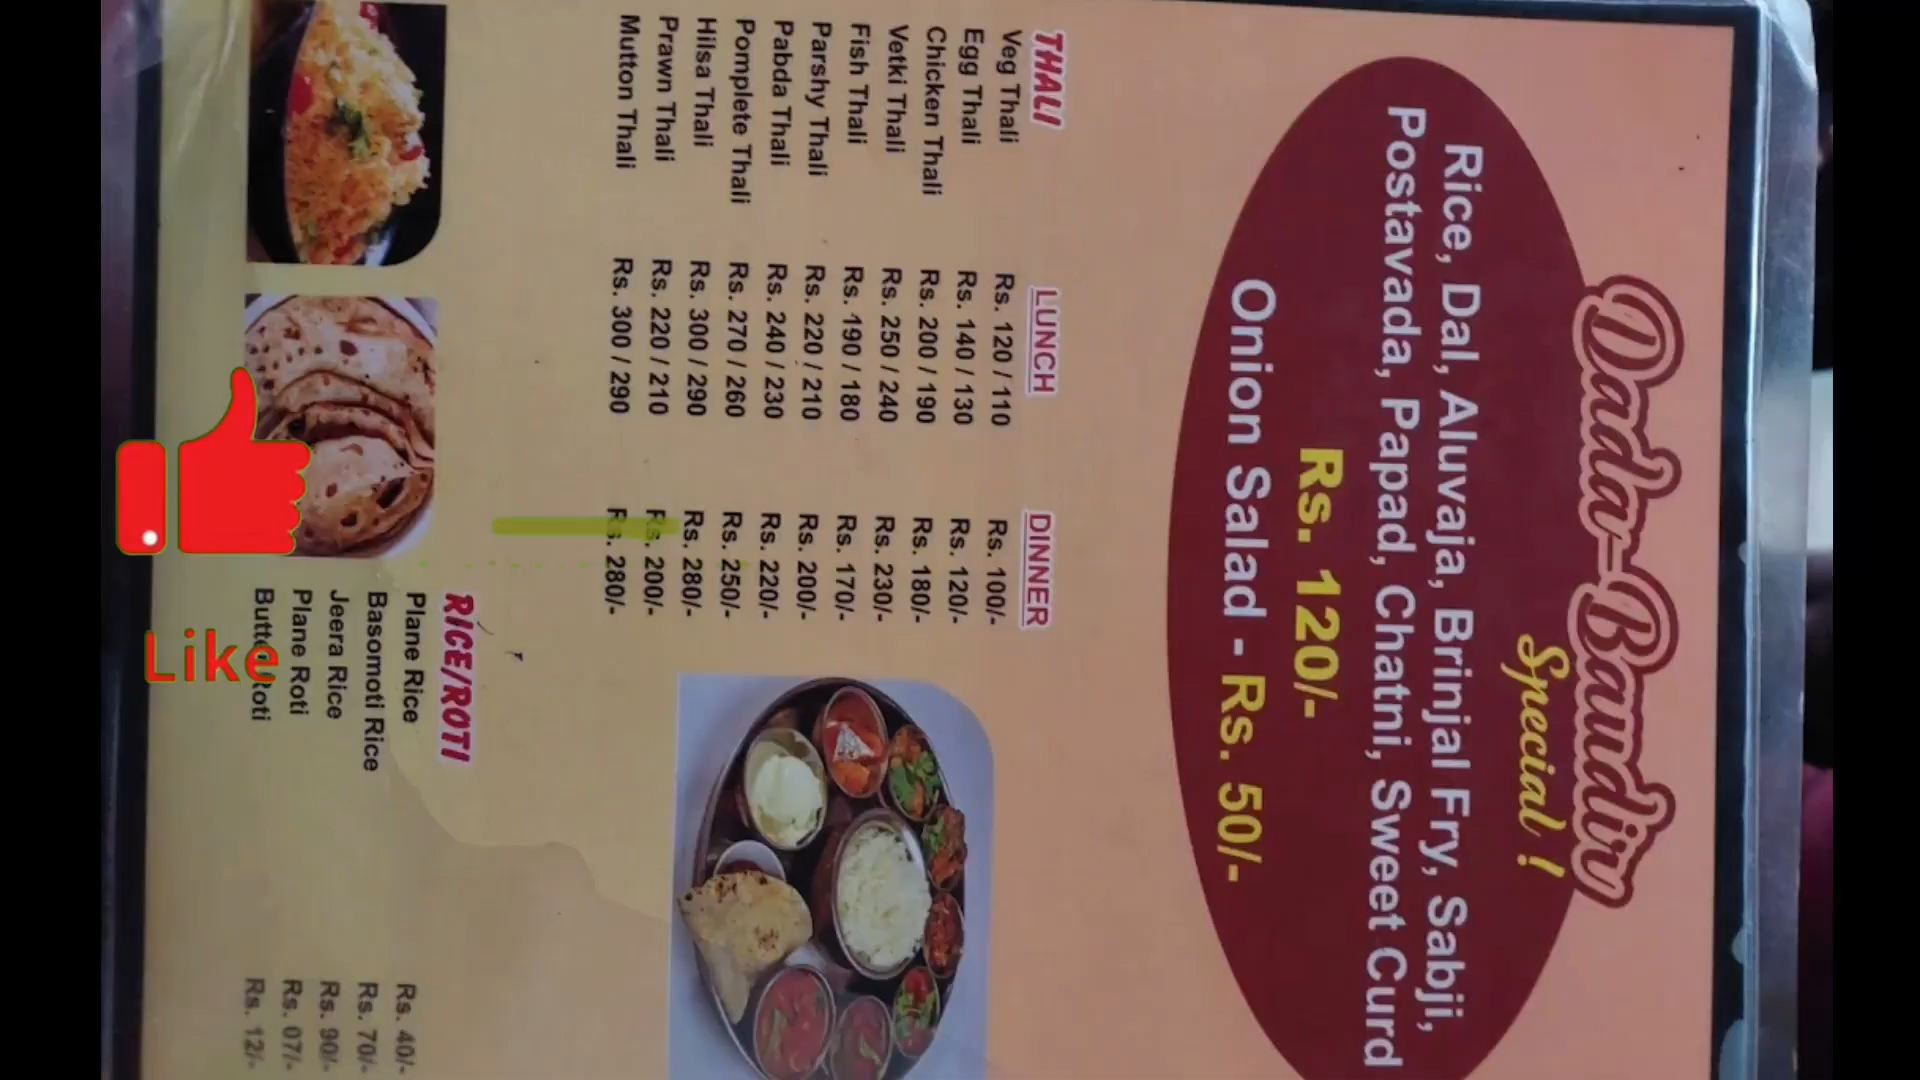 Dada-Baudir
Special !
Rice, Dal, Aluvaja, Brinjal Fry, Sabji,
Postavada, Papad, Chatni, Sweet Curd
Rs. 120/-
Onion Salad - Rs. 50/-
THALI LUNCH DINNER
Veg Thali Rs. 120 / 110 Rs. 100/-
Egg Thali Rs. 140 / 130 Rs. 120/-
Chicken Thali Rs. 200 / 190 Rs. 180/-
Vetki Thali Rs. 250 / 240 Rs. 230/-
Fish Thali Rs. 190 / 180 Rs. 170/-
Parshy Thali Rs. 220 / 210 Rs. 200/-
Pabda Thali Rs. 240 / 230 Rs. 220/-
Pomplete Thali Rs. 270 / 260 Rs. 250/-
Hilsa Thali Rs. 300 / 290 Rs. 280/-
Prawn Thali Rs. 220 / 210 Rs. 200/-
Mutton Thali Rs. 300 / 290 Rs. 280/-
RICE/ROTI
Plane Rice Rs. 40/-
Basomoti Rice Rs. 70/-
Jeera Rice Rs. 90/-
Plane Roti Rs. 07/-
Butter Roti Rs. 12/-
Like